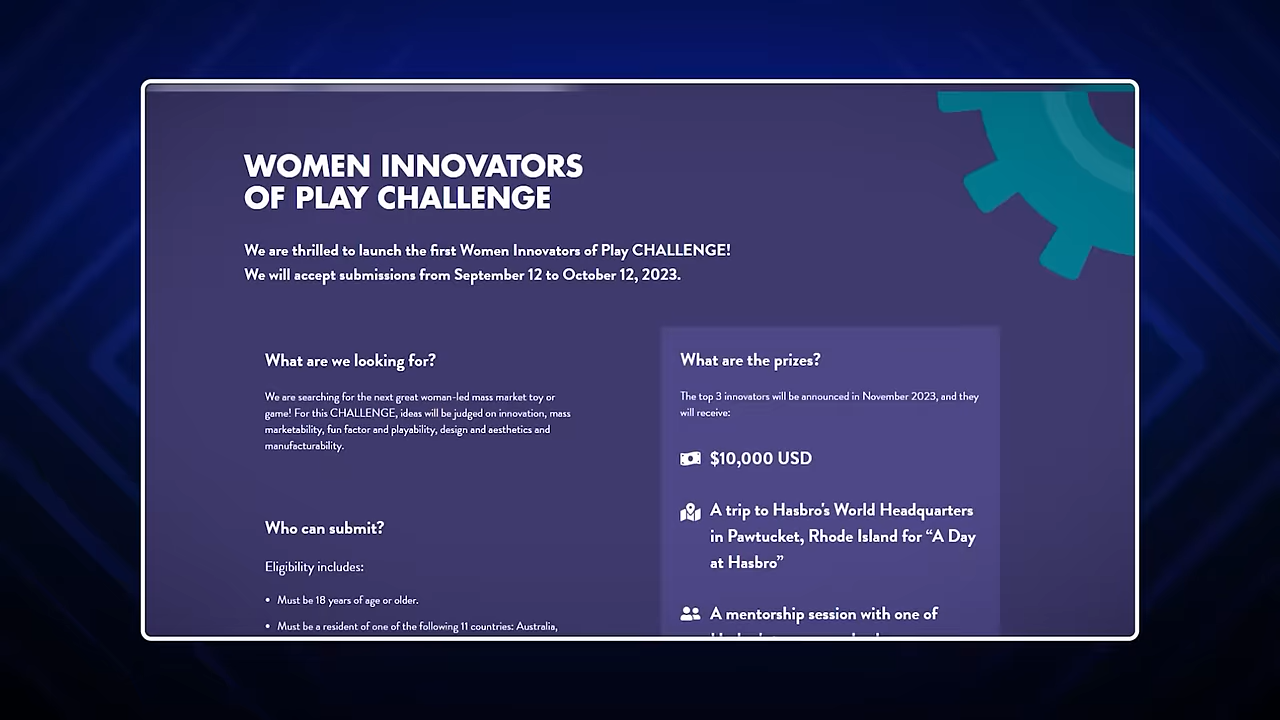 WOMEN INNOVATORS
OF PLAY CHALLENGE
We are thrilled to launch the first Women Innovators of Play CHALLENGE!
We will accept submissions from September 12 to October 12, 2023.
What are we looking for?
We are searching for the next great woman-led mass market toy or
game! For this CHALLENGE, ideas will be judged on innovation, mass
marketability, fun factor and playability, design and aesthetics and
manufacturability.
Who can submit?
Eligibility includes:
• Must be 18 years of age or older.
• Must be a resident of one of the following 11 countries: Australia,
What are the prizes?
The top 3 innovators will be announced in November 2023, and they
will receive:
$10,000 USD
A trip to Hasbro's World Headquarters
in Pawtucket, Rhode Island for “A Day
at Hasbro”
A mentorship session with one of